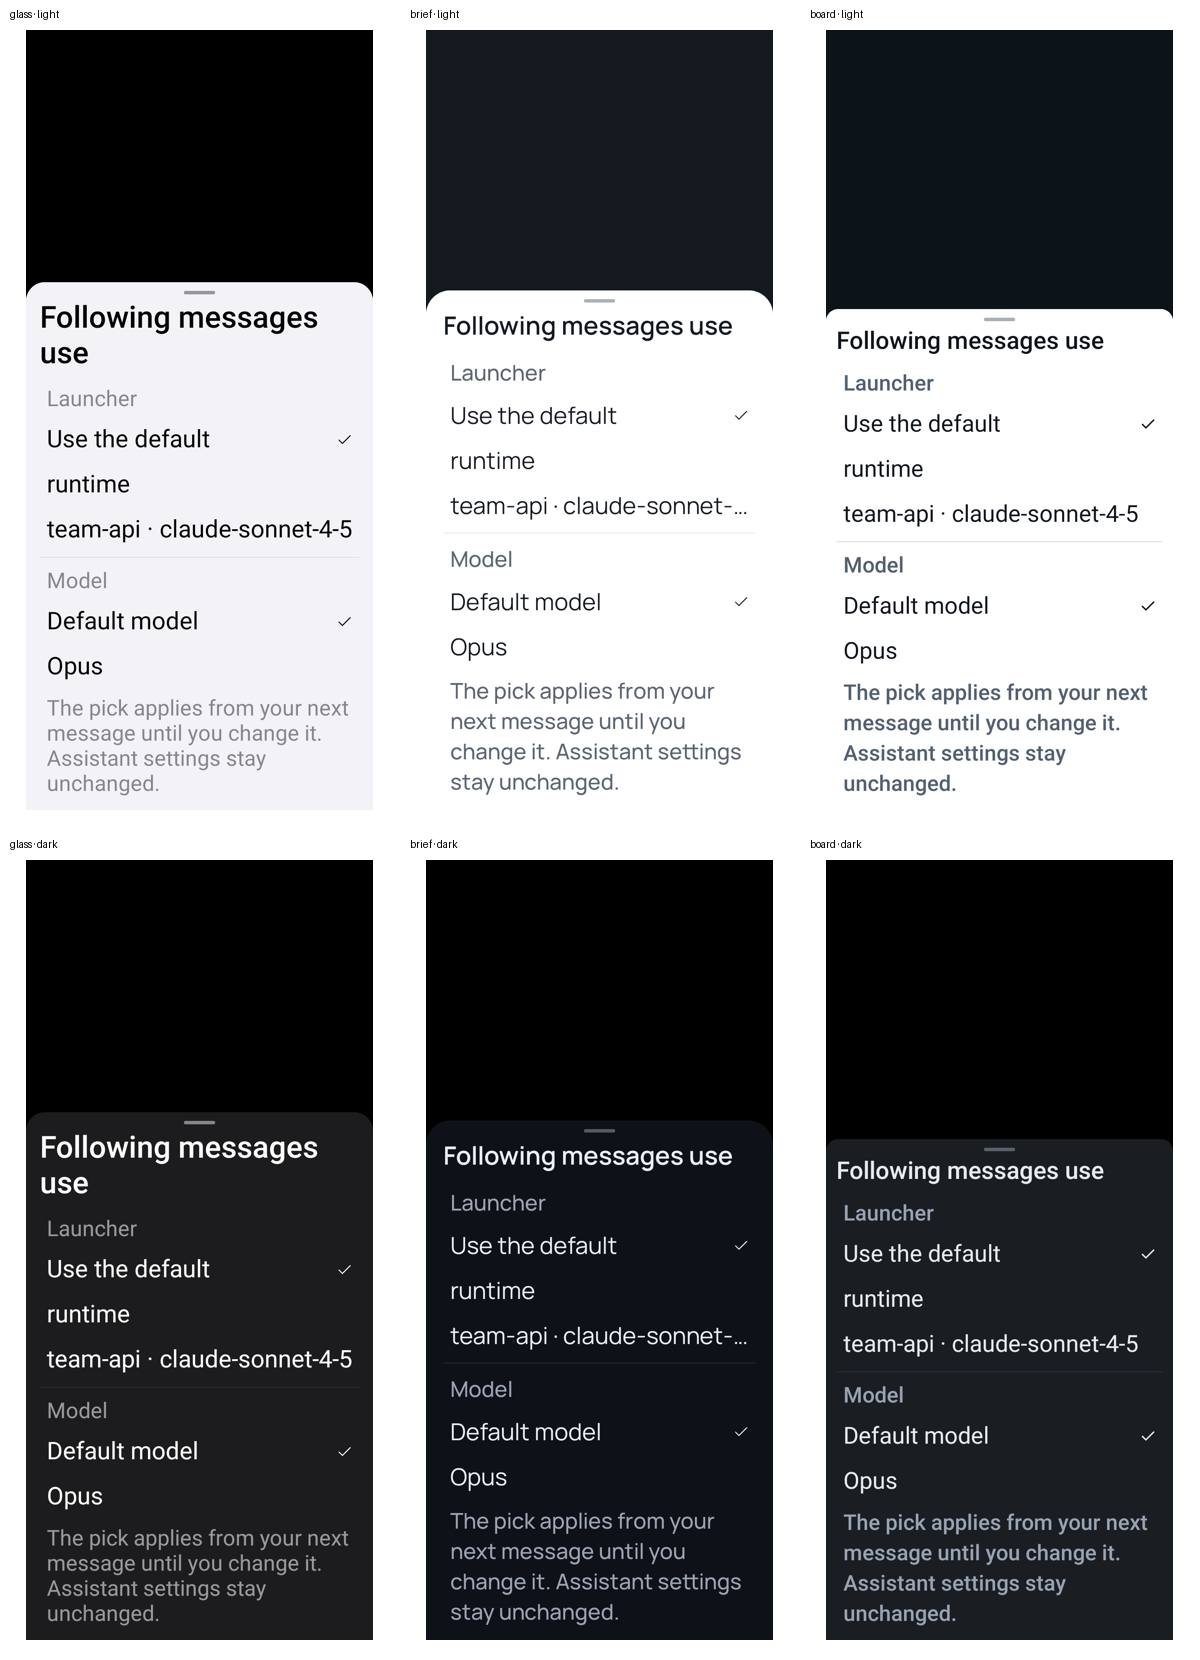 glass·light
Following messages
use
Launcher
Use the default
runtime
team-api · claude-sonnet-4-5
Model
Default model
Opus
The pick applies from your next
message until you change it.
Assistant settings stay
unchanged.
brief·light
Following messages use
Launcher
Use the default
runtime
team-api · claude-sonnet-...
Model
Default model
Opus
The pick applies from your
next message until you
change it. Assistant settings
stay unchanged.
board·light
Following messages use
Launcher
Use the default
runtime
team-api · claude-sonnet-4-5
Model
Default model
Opus
The pick applies from your next
message until you change it.
Assistant settings stay
unchanged.
glass·dark
Following messages
use
Launcher
Use the default
runtime
team-api · claude-sonnet-4-5
Model
Default model
Opus
The pick applies from your next
message until you change it.
Assistant settings stay
unchanged.
brief·dark
Following messages use
Launcher
Use the default
runtime
team-api · claude-sonnet-...
Model
Default model
Opus
The pick applies from your
next message until you
change it. Assistant settings
stay unchanged.
board·dark
Following messages use
Launcher
Use the default
runtime
team-api · claude-sonnet-4-5
Model
Default model
Opus
The pick applies from your next
message until you change it.
Assistant settings stay
unchanged.